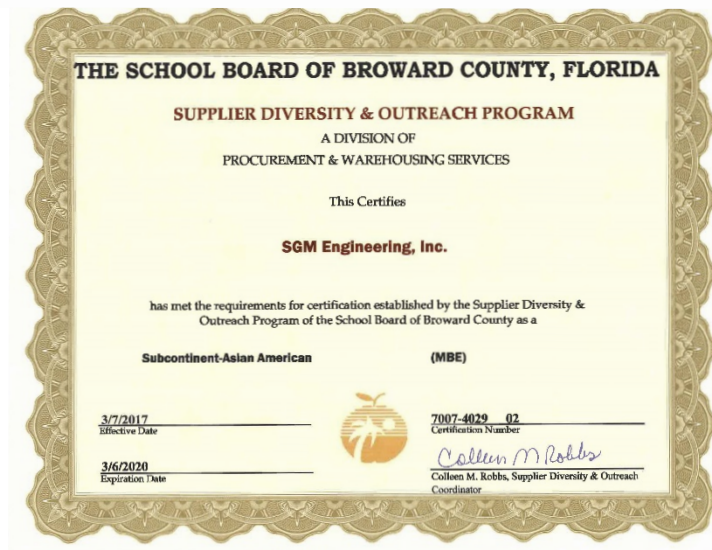 THE SCHOOL BOARD OF BROWARD COUNTY, FLORIDA
SUPPLIER DIVERSITY & OUTREACH PROGRAM
A DIVISION OF
PROCUREMENT & WAREHOUSING SERVICES
This Certifies
SGM Engineering, Inc.
has met the requirements for certification established by the Supplier Diversity &
Outreach Program of the School Board of Broward County as a
Subcontinent-Asian American (MBE)
3/7/2017
Effective Date
7007-4029 02
Certification Number
Colleen M Robbs
3/6/2020
Expiration Date
Colleen M. Robbs, Supplier Diversity & Outreach
Coordinator